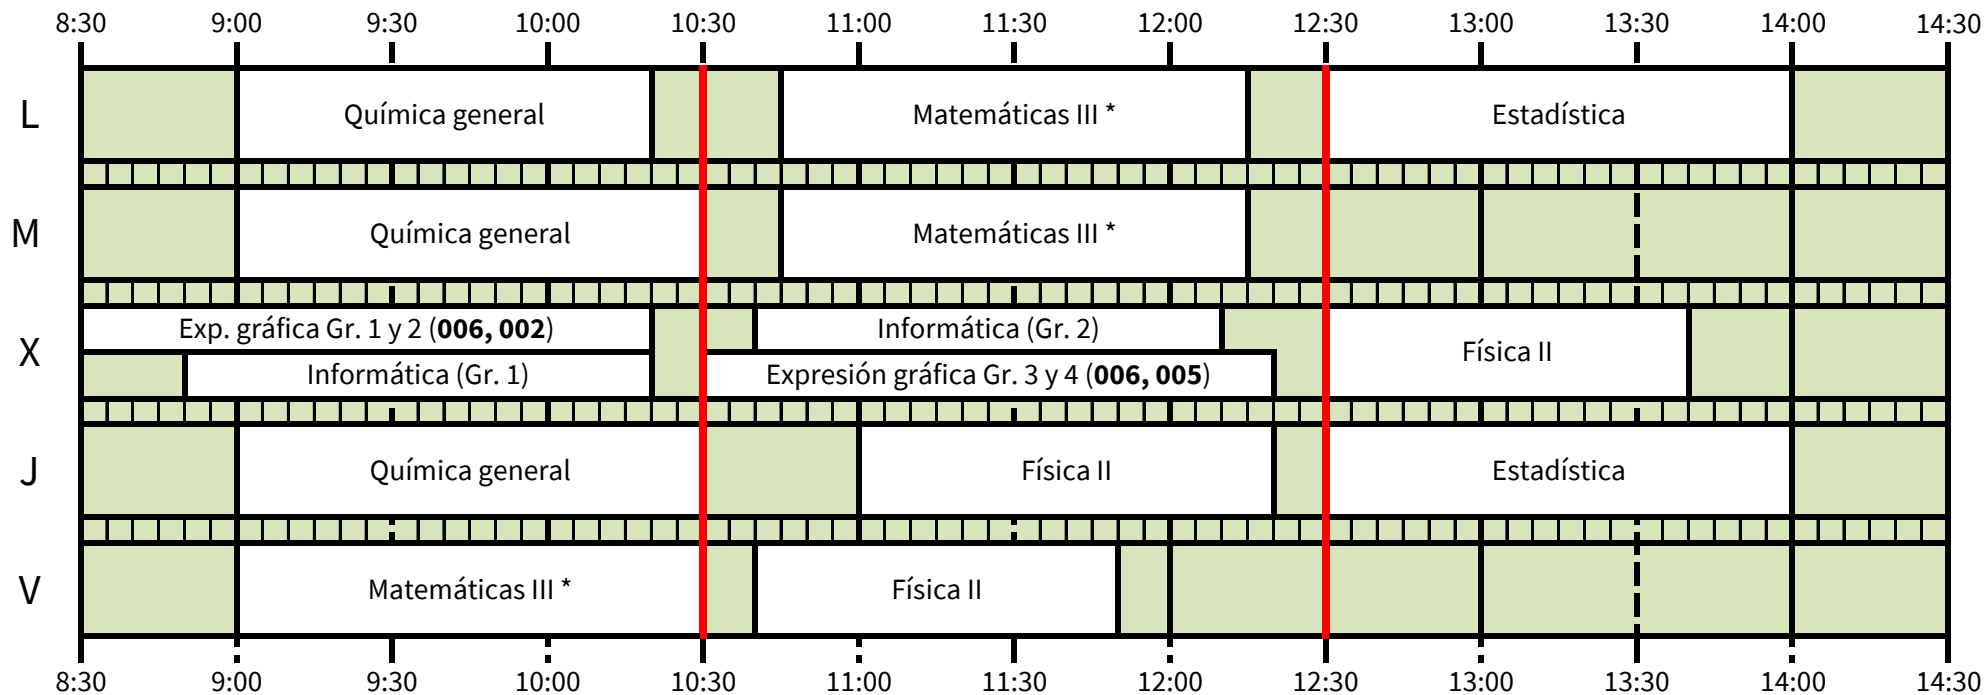 8:30 9:00 9:30 10:00 10:30 11:00 11:30 12:00 12:30 13:00 13:30 14:00 14:30
L Química general Matemáticas III * Estadística
M Química general Matemáticas III *
Exp. gráfica Gr. 1 y 2 (006, 002) Informática (Gr. 2)
X Física II
Informática (Gr. 1) Expresión gráfica Gr. 3 y 4 (006, 005)
J Química general Física II Estadística
V Matemáticas III * Física II
8:30 9:00 9:30 10:00 10:30 11:00 11:30 12:00 12:30 13:00 13:30 14:00 14:30